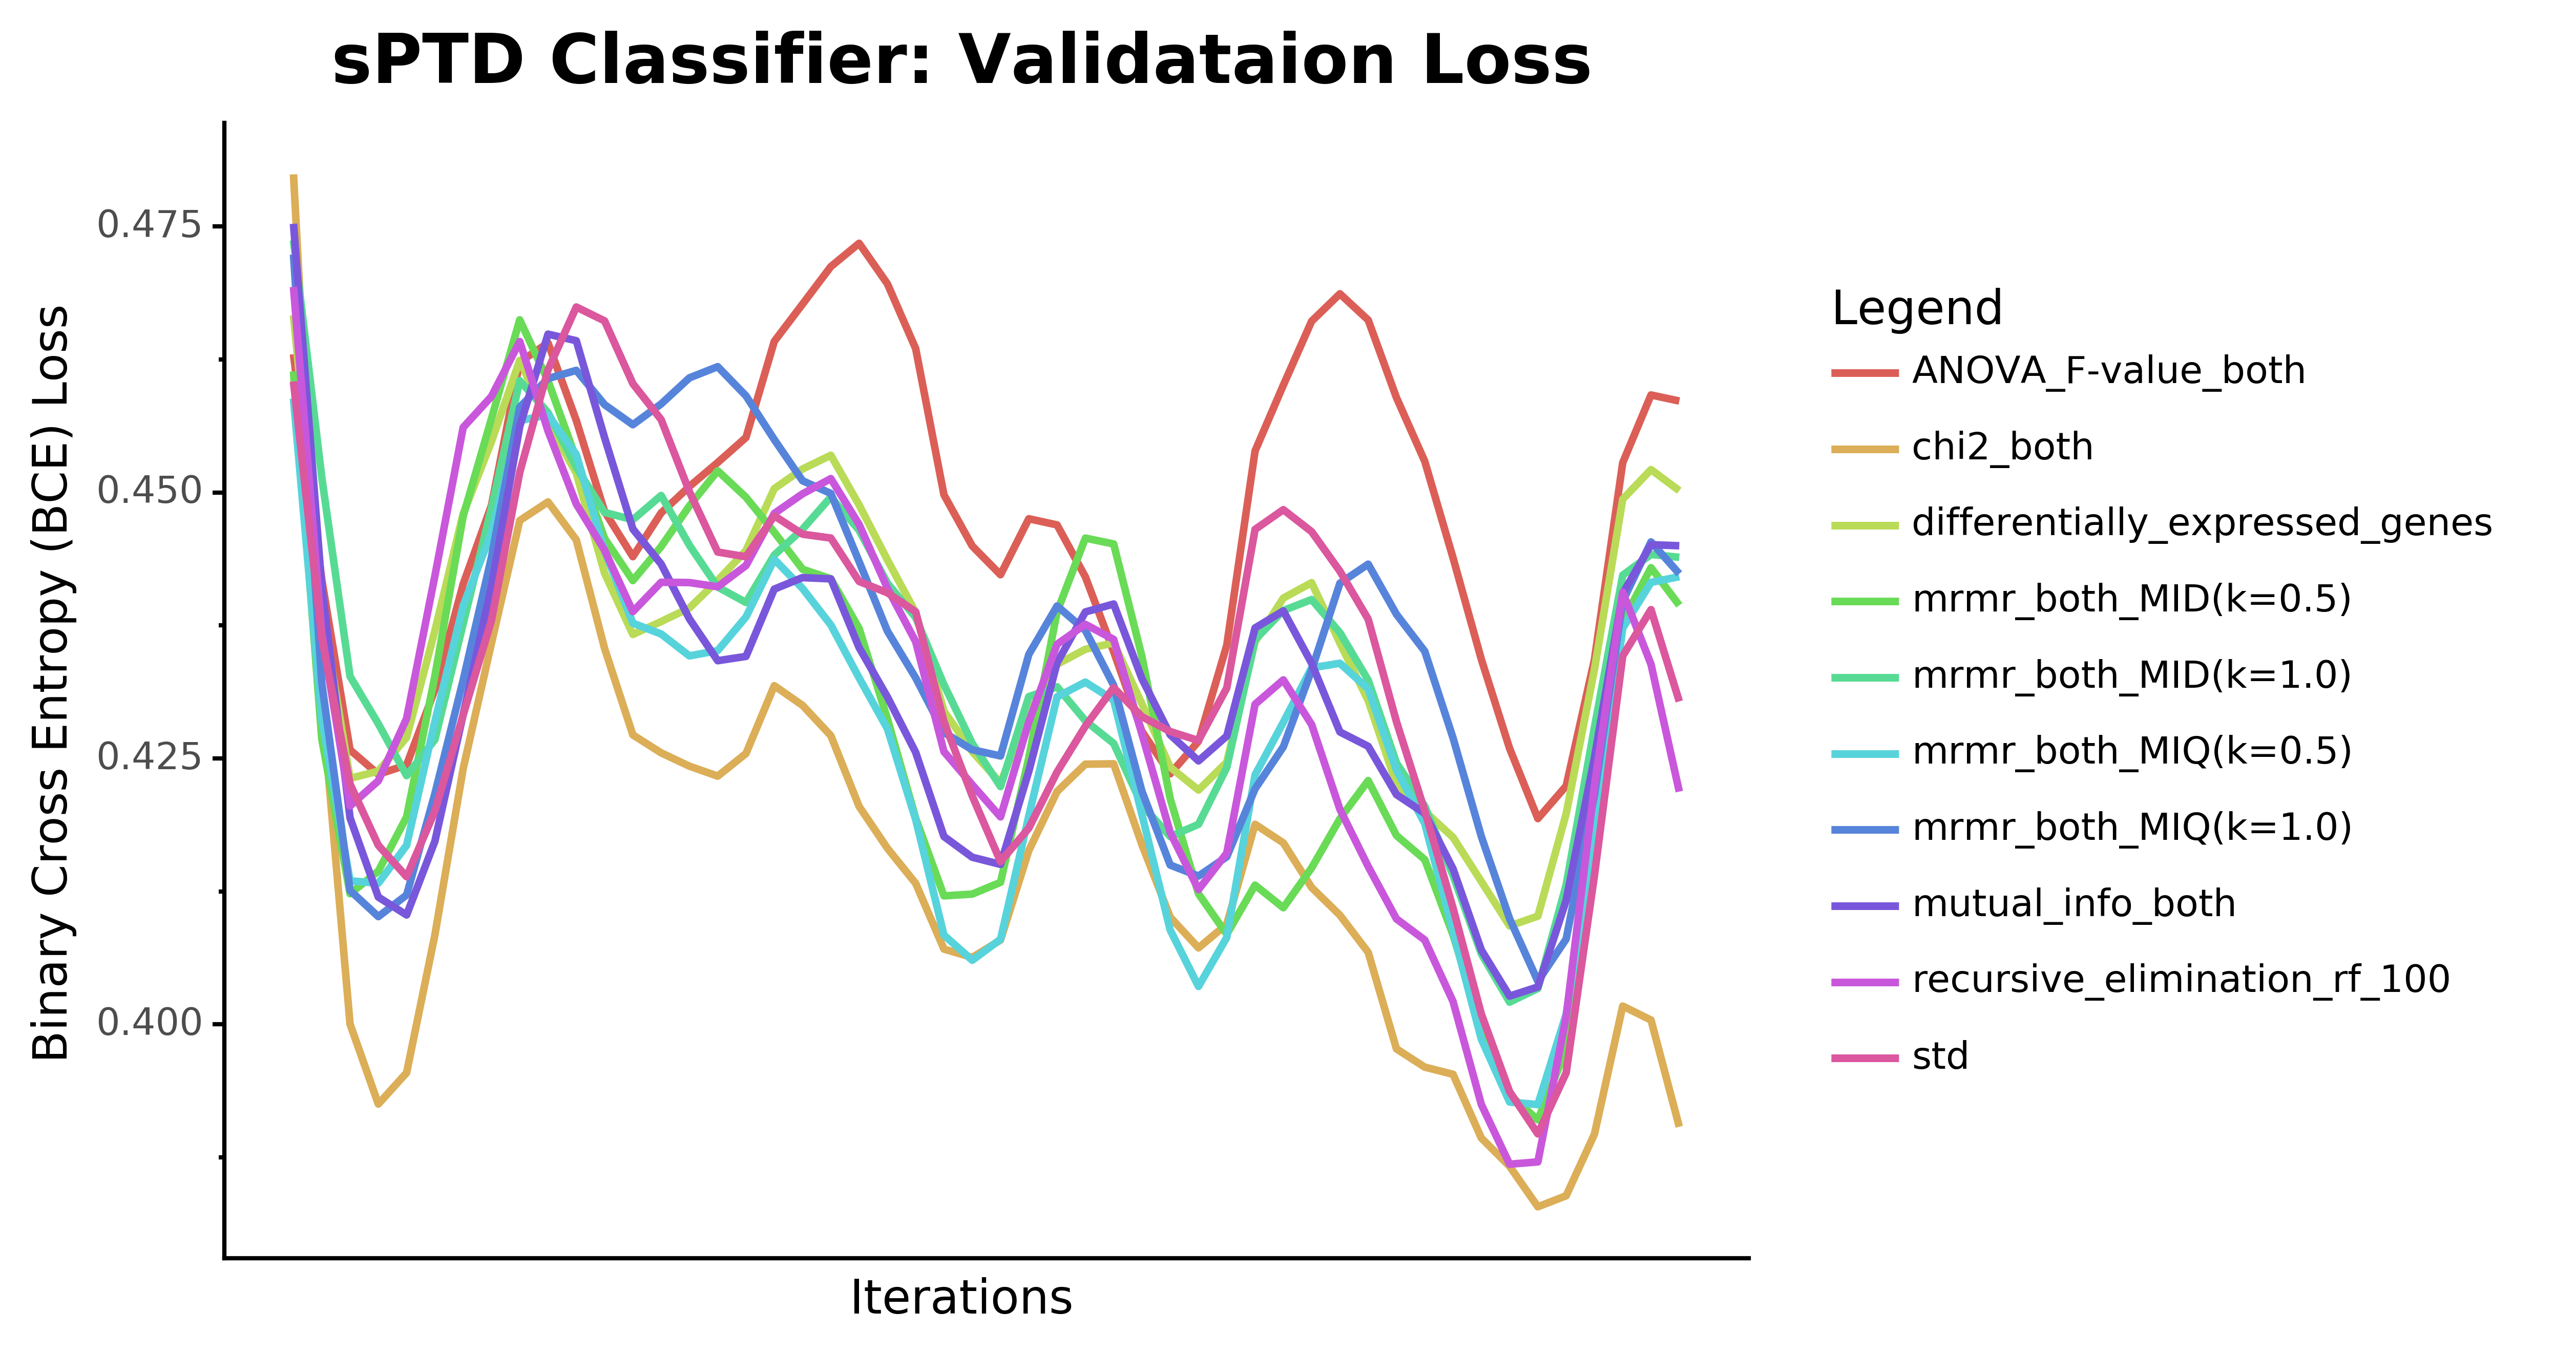 sPTD Classifier: Validataion Loss
Binary Cross Entropy (BCE) Loss
0.475
0.450
0.425
0.400
Iterations
Legend
ANOVA_F-value_both
chi2_both
differentially_expressed_genes
mrmr_both_MID(k=0.5)
mrmr_both_MID(k=1.0)
mrmr_both_MIQ(k=0.5)
mrmr_both_MIQ(k=1.0)
mutual_info_both
recursive_elimination_rf_100
std